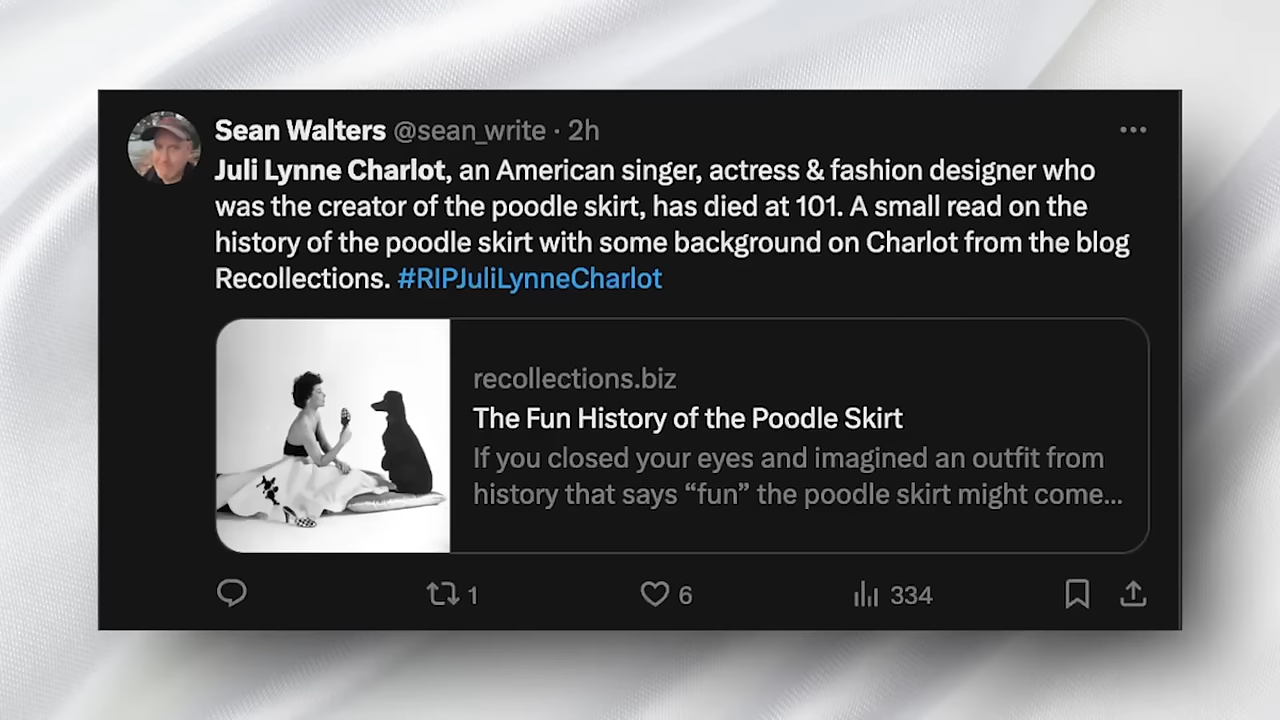 Sean Walters @sean_write · 2h
Juli Lynne Charlot, an American singer, actress & fashion designer who
was the creator of the poodle skirt, has died at 101. A small read on the
history of the poodle skirt with some background on Charlot from the blog
Recollections. #RIPJuliLynneCharlot
recollections.biz
The Fun History of the Poodle Skirt
If you closed your eyes and imagined an outfit from
history that says “fun” the poodle skirt might come...
1 6 334